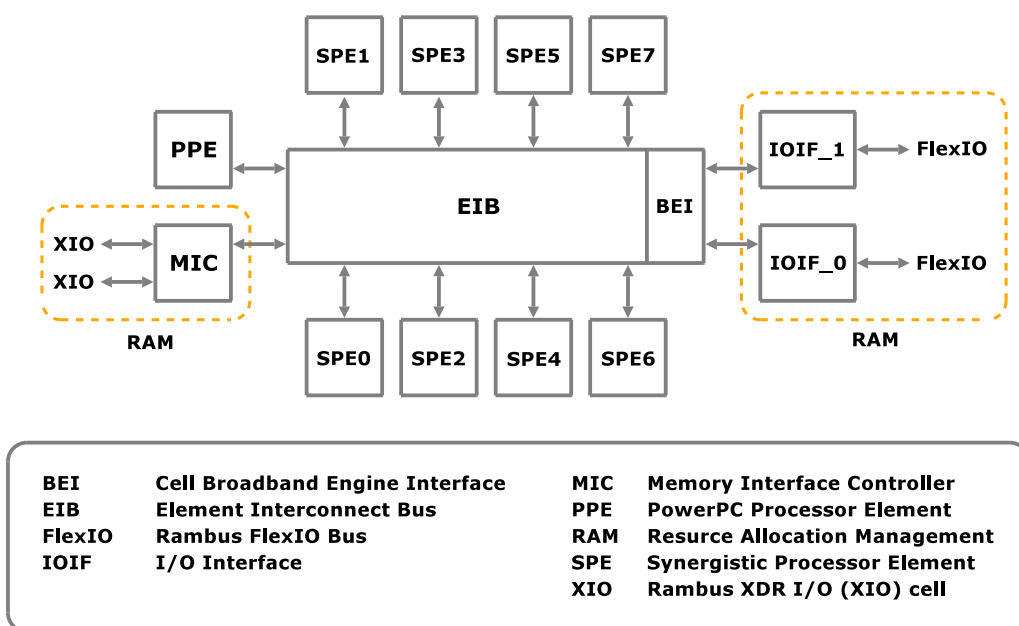 SPE1 SPE3 SPE5 SPE7
PPE
IOIF_1 FlexIO
EIB BEI
XIO
MIC
XIO
IOIF_0 FlexIO
RAM
RAM
SPE0 SPE2 SPE4 SPE6
BEI Cell Broadband Engine Interface
EIB Element Interconnect Bus
FlexIO Rambus FlexIO Bus
IOIF I/O Interface
MIC Memory Interface Controller
PPE PowerPC Processor Element
RAM Resurce Allocation Management
SPE Synergistic Processor Element
XIO Rambus XDR I/O (XIO) cell